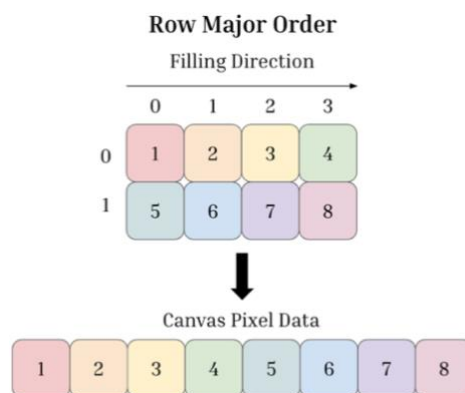 Row Major Order
Filling Direction
0 1 2 3
0 1 2 3 4
1 5 6 7 8
Canvas Pixel Data
1 2 3 4 5 6 7 8